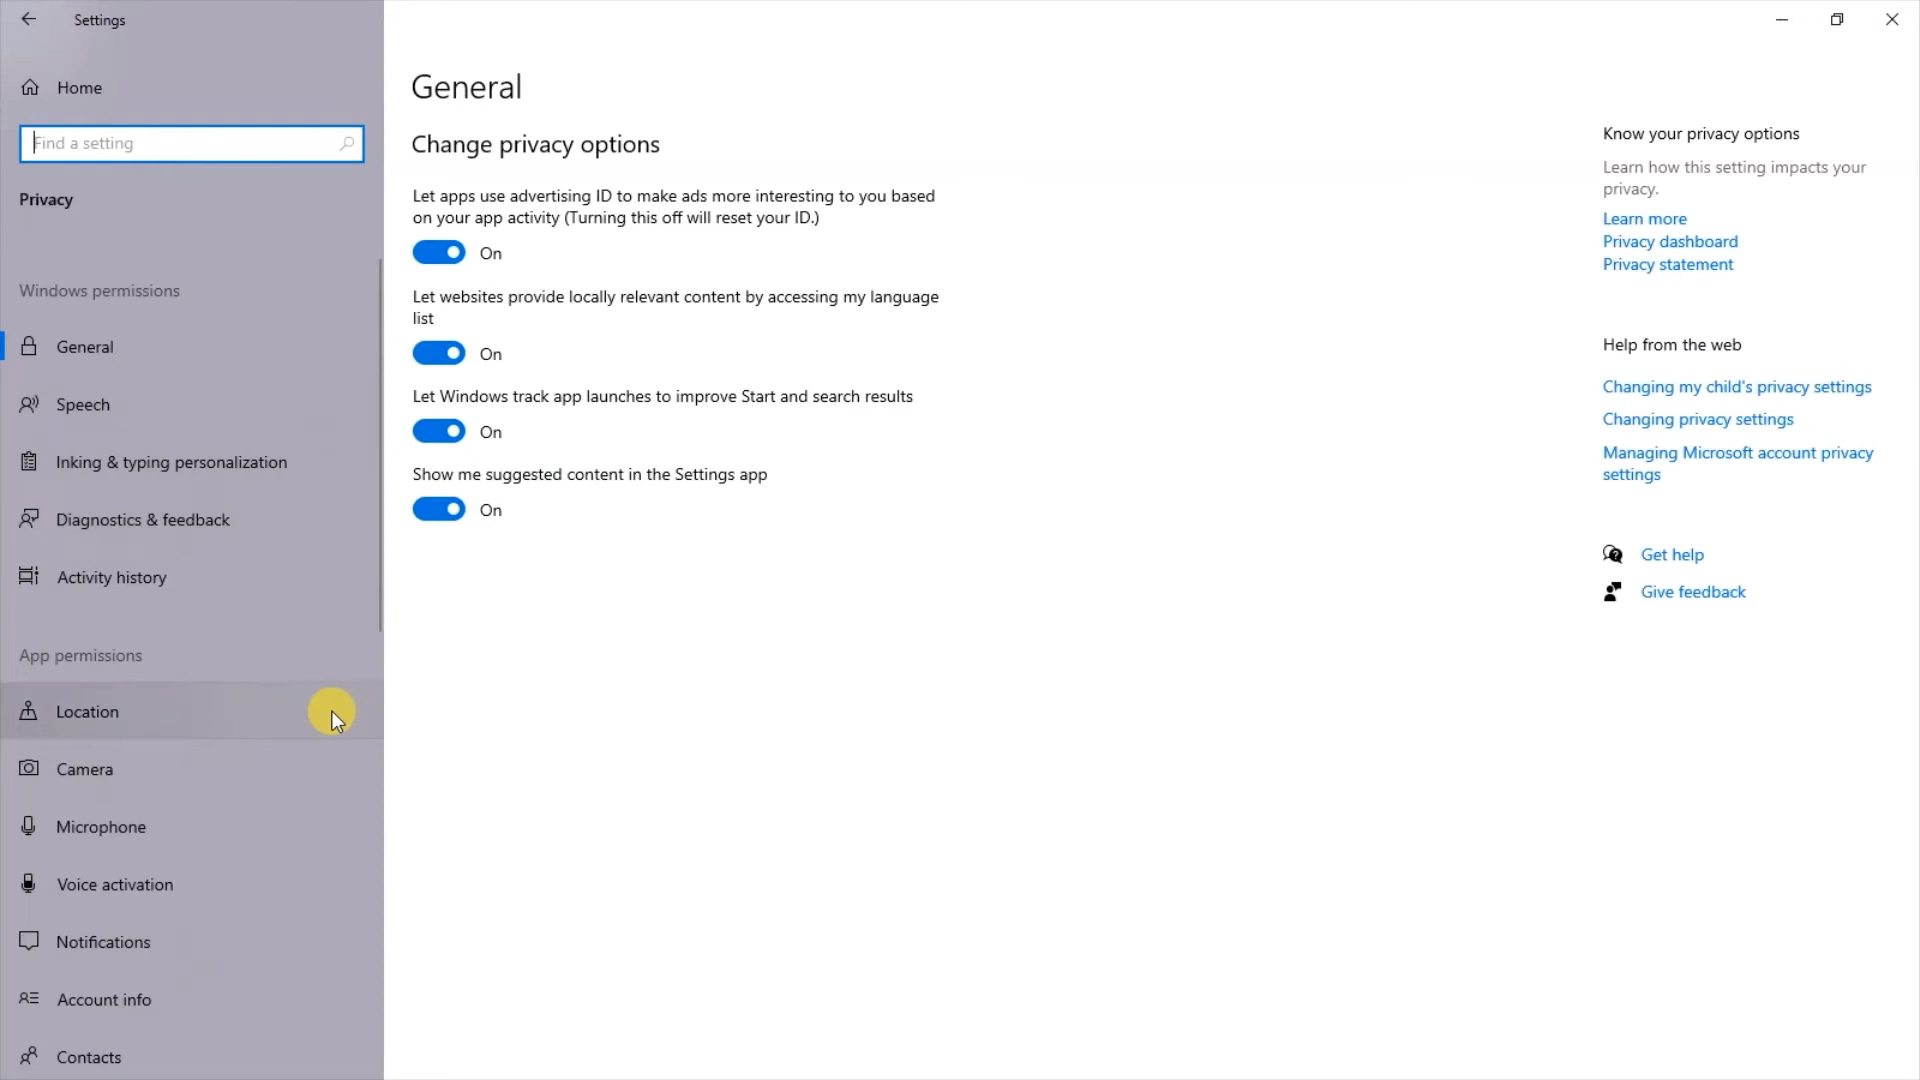 Settings
Home
Find a setting
Privacy
Windows permissions
General
Speech
Inking & typing personalization
Diagnostics & feedback
Activity history
App permissions
Location
Camera
Microphone
Voice activation
Notifications
Account info
Contacts
General
Change privacy options
Let apps use advertising ID to make ads more interesting to you based
on your app activity (Turning this off will reset your ID.)
On
Let websites provide locally relevant content by accessing my language
list
On
Let Windows track app launches to improve Start and search results
On
Show me suggested content in the Settings app
On
Know your privacy options
Learn how this setting impacts your
privacy.
Learn more
Privacy dashboard
Privacy statement
Help from the web
Changing my child's privacy settings
Changing privacy settings
Managing Microsoft account privacy
settings
Get help
Give feedback